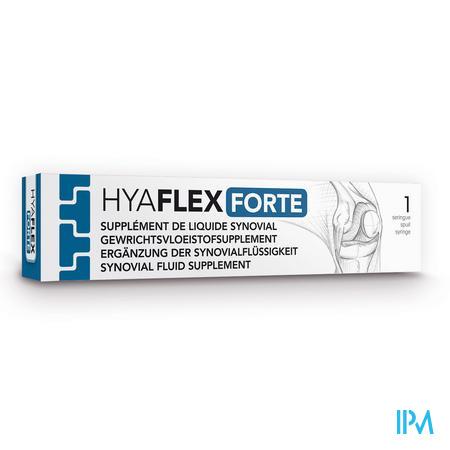 HYAFLEX FORTE
SUPPLÉMENT DE LIQUIDE SYNOVIAL
GEWRICHTSVLOEISTOFSUPPLEMENT
ERGÄNZUNG DER SYNOVIALFLÜSSIGKEIT
SYNOVIAL FLUID SUPPLEMENT
1
seringue
spuit
syringe
HYAFLEX
FORTE
IPM